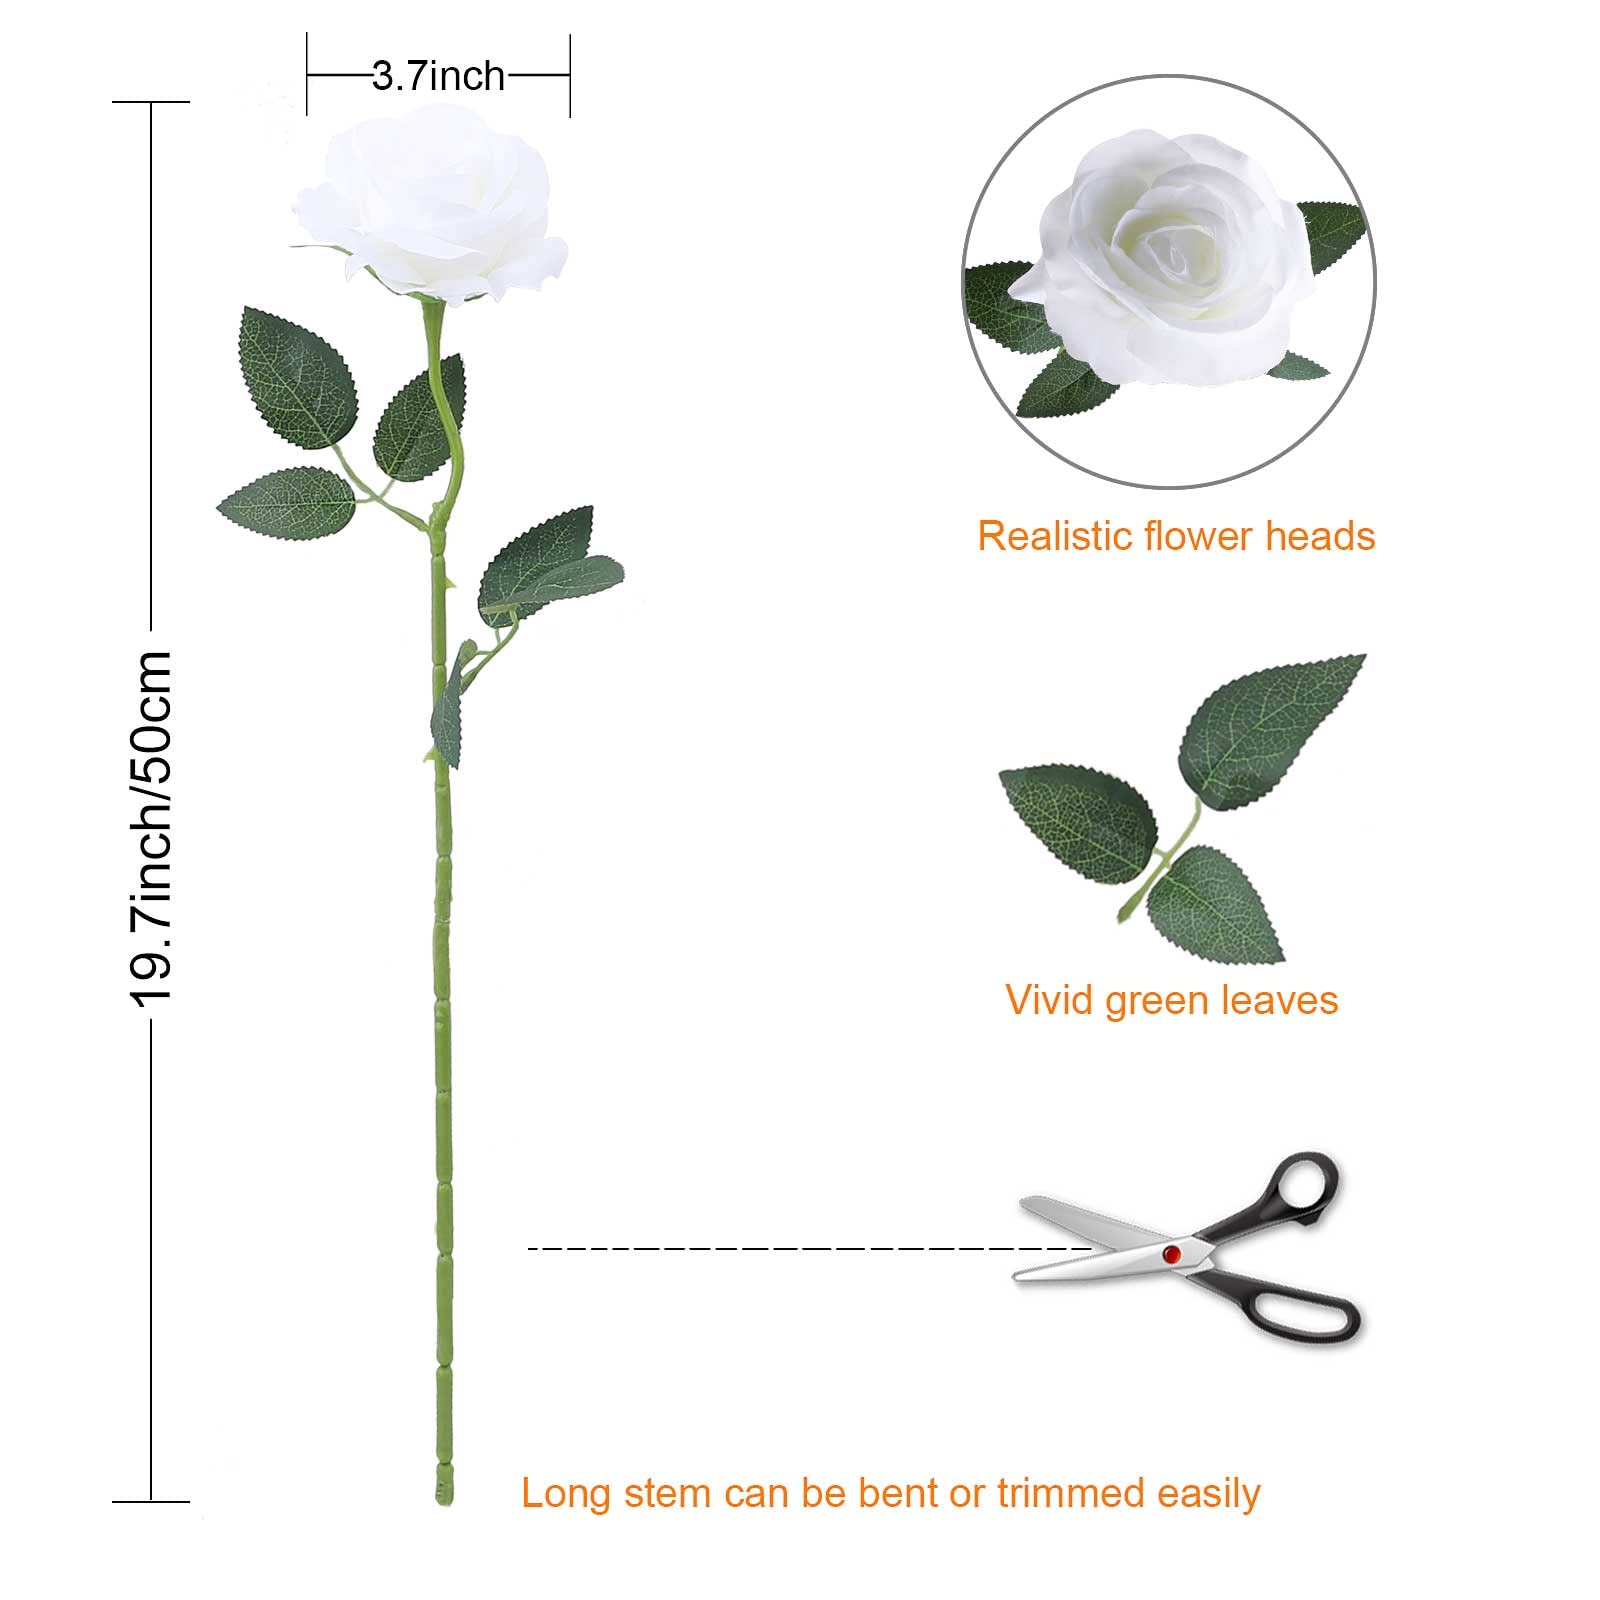 3.7inch
19.7inch/50cm
Realistic flower heads
Vivid green leaves
Long stem can be bent or trimmed easily